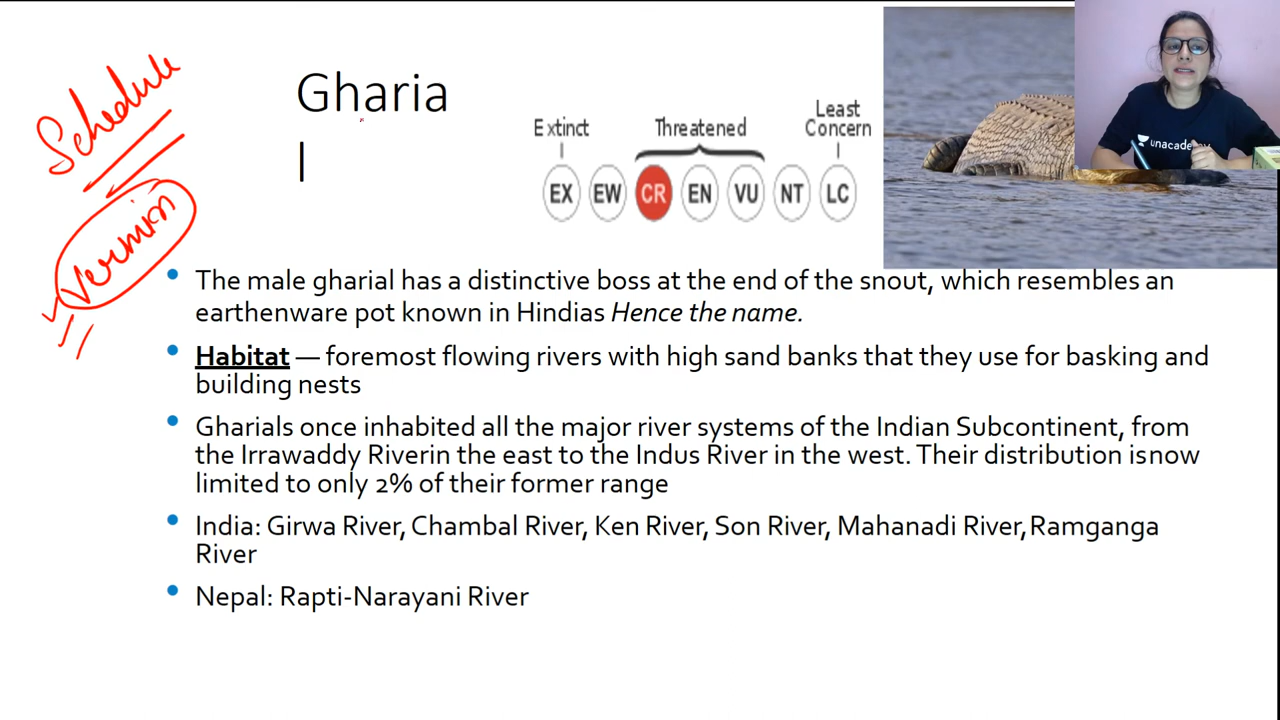 Schedule
Vermin
Gharia
l
Extinct
Threatened
Least
Concern
EX EW CR EN VU NT LC
unacademy
• The male gharial has a distinctive boss at the end of the snout, which resembles an
earthenware pot known in Hindias Hence the name.
• Habitat — foremost flowing rivers with high sand banks that they use for basking and
building nests
• Gharials once inhabited all the major river systems of the Indian Subcontinent, from
the Irrawaddy Riverin the east to the Indus River in the west. Their distribution isnow
limited to only 2% of their former range
• India: Girwa River, Chambal River, Ken River, Son River, Mahanadi River,Ramganga
River
• Nepal: Rapti-Narayani River